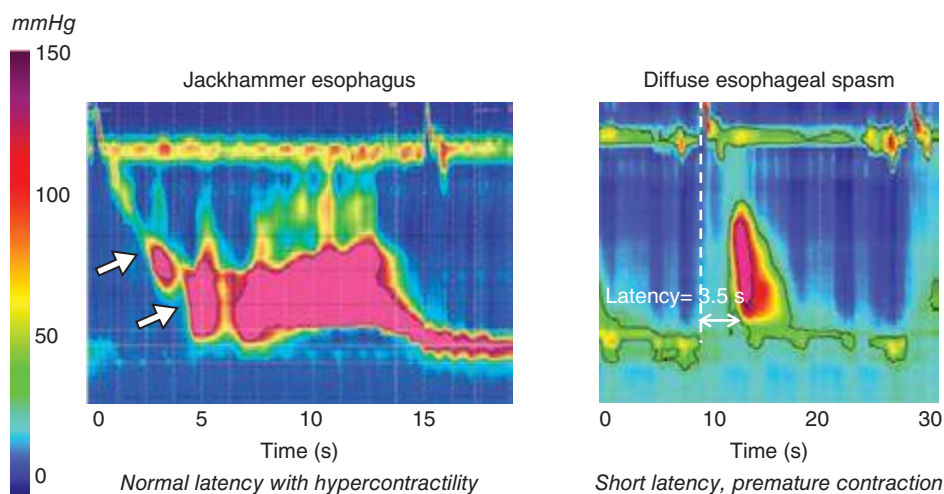 mmHg
150
100
50
0
Jackhammer esophagus
0 5 10 15
Time (s)
Normal latency with hypercontractility
Diffuse esophageal spasm
Latency= 3.5 s
0 10 20 30
Time (s)
Short latency, premature contraction